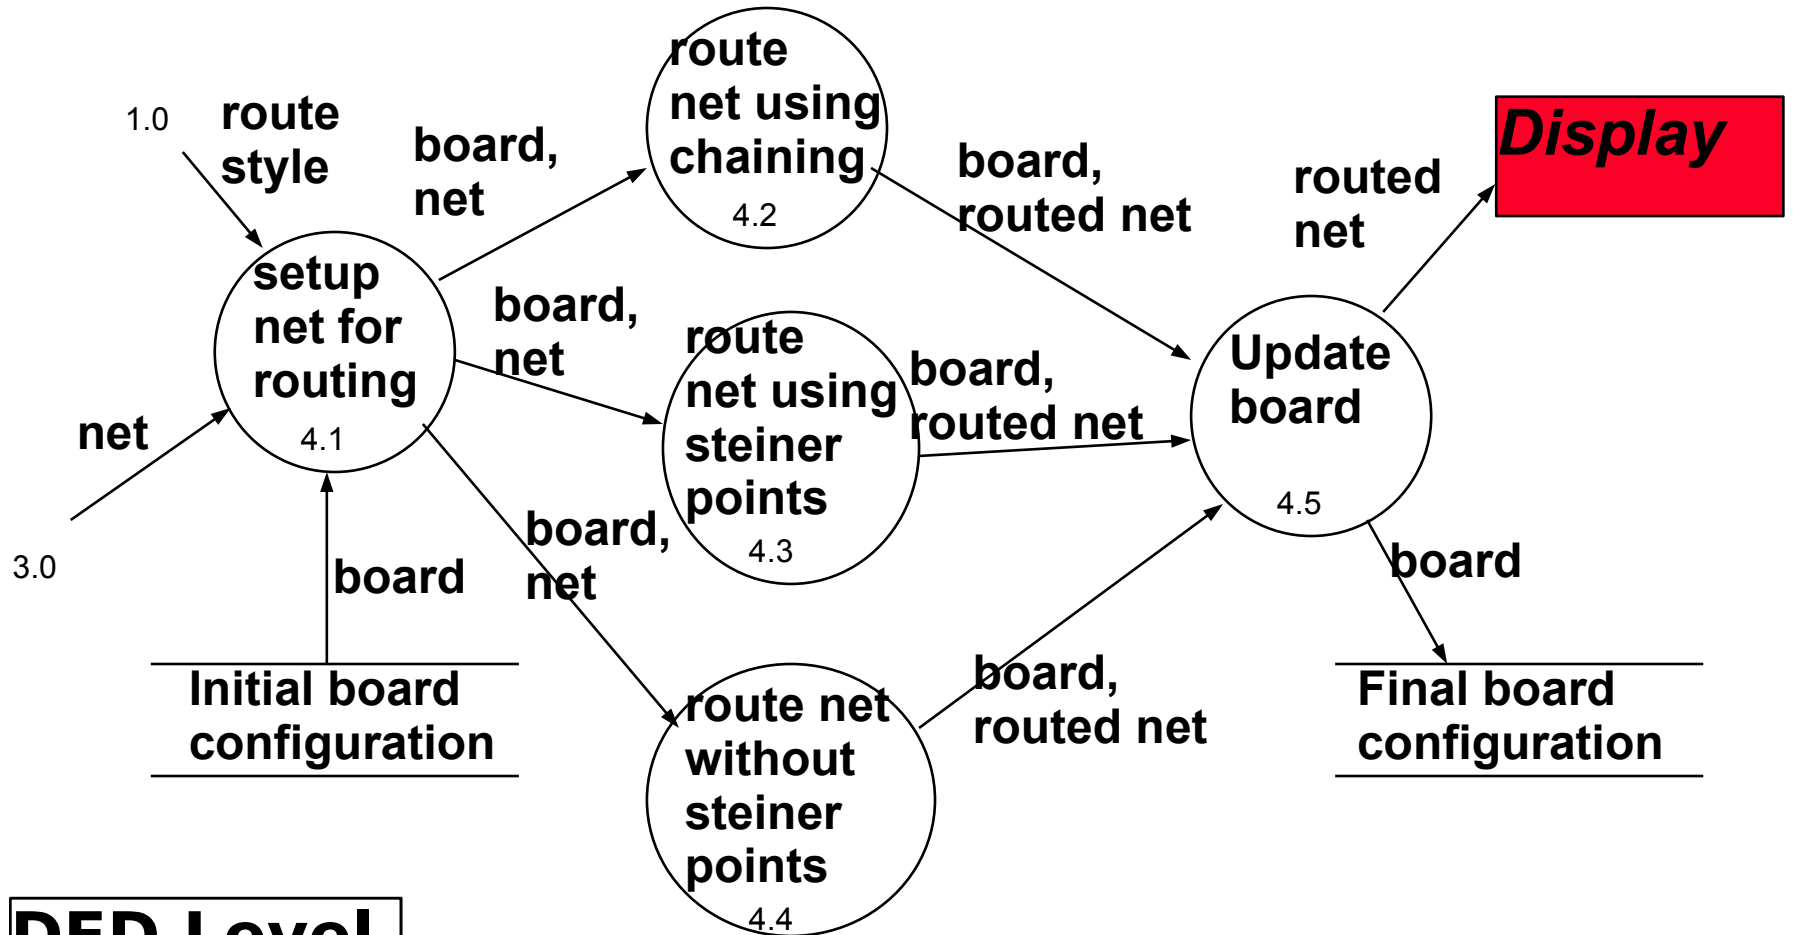 route
net using
chaining
4.2
1.0
route
style
board,
net
board,
routed net
routed
net
Display
setup
net for
routing
4.1
board,
net
route
net using
steiner
points
4.3
board,
routed net
Update
board
4.5
net
3.0
board
board,
net
board
Initial board
configuration
route net
without
steiner
points
4.4
board,
routed net
Final board
configuration
DFD Level